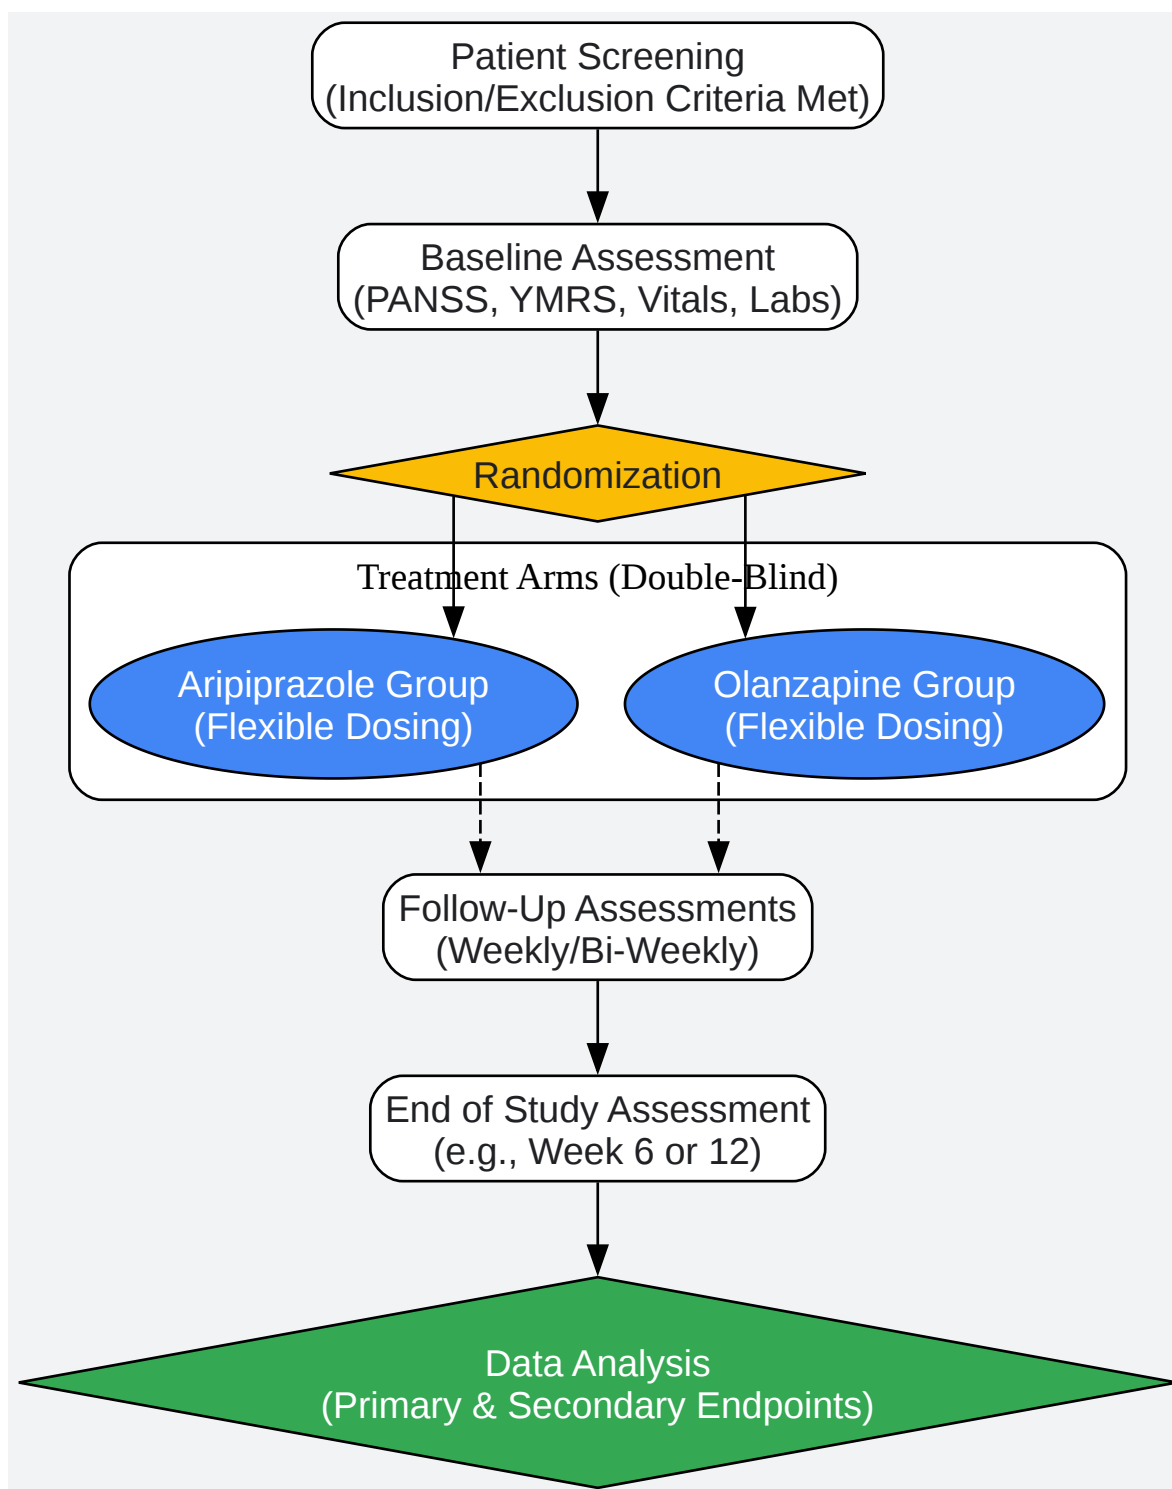 Patient Screening
(Inclusion/Exclusion Criteria Met)
Baseline Assessment
(PANSS, YMRS, Vitals, Labs)
Randomization
Treatment Arms (Double-Blind)
Aripiprazole Group
(Flexible Dosing)
Olanzapine Group
(Flexible Dosing)
Follow-Up Assessments
(Weekly/Bi-Weekly)
End of Study Assessment
(e.g., Week 6 or 12)
Data Analysis
(Primary & Secondary Endpoints)